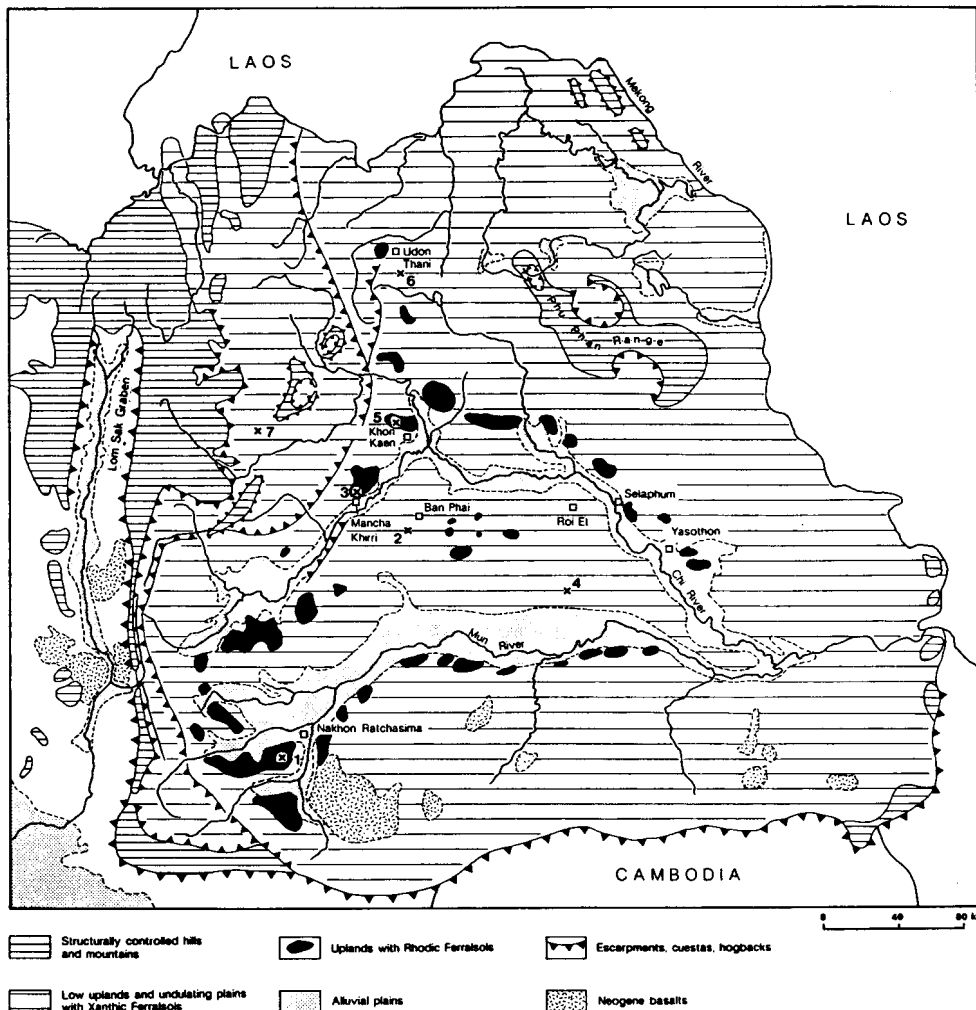 LAOS
Mekong
River
LAOS
Udon
Thani
6
Phu Phan Range
Lom Sak Graben
7
5
Khon
Kaen
3
Mancha
Khirri
Ban Phai
2
Roi Et
Selaphum
Yasothon
4
Chi River
Mun
River
Nakhon Ratchasima
1
CAMBODIA
0 40 80 k
Structurally controlled hills
and mountains
Uplands with Rhodic Ferralsols
Escarpments, cuestas, hogbacks
Low uplands and undulating plains
with Xanthic Ferralsols
Alluvial plains
Neogene basalts